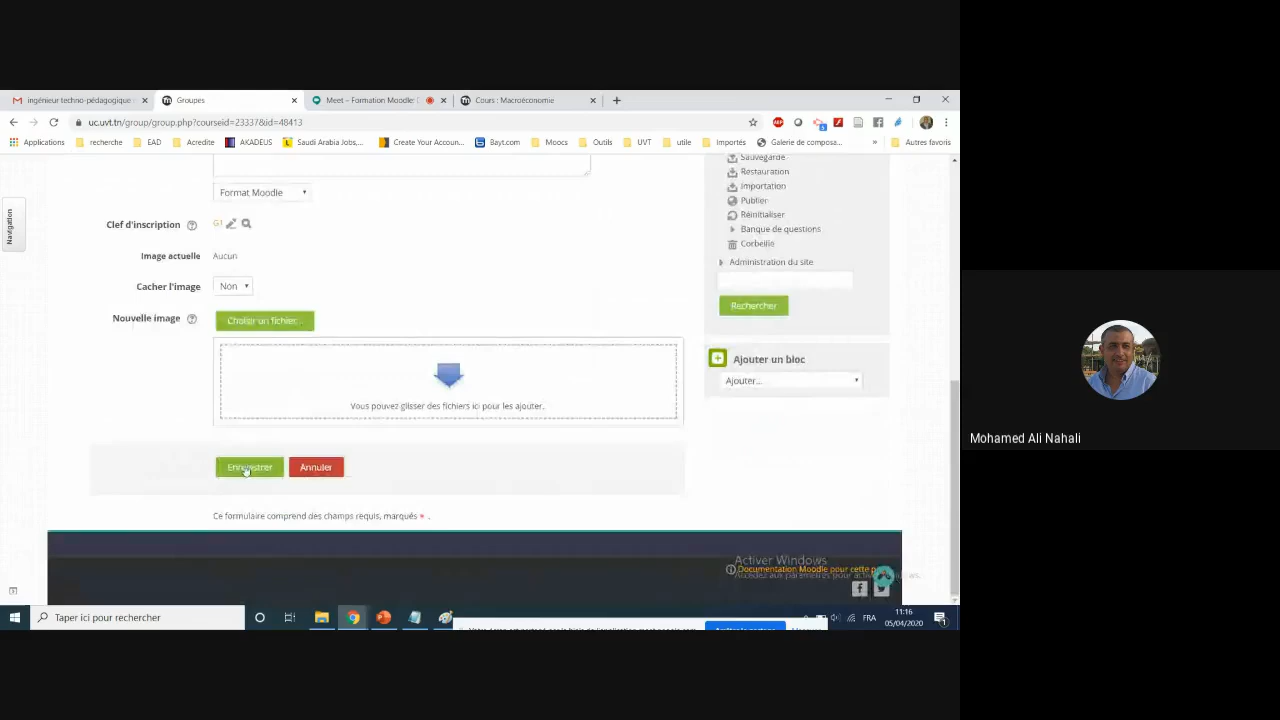 ingénieur techno-pédagogique
Groupes
Meet – Formation Moodle:
Cours : Macroéconomie
uc.uvt.tn/group/group.php?courseid=23337&id=48413
Applications
recherche
EAD
Acredite
AKADEUS
Saudi Arabia Jobs,...
Create Your Accoun...
Bayt.com
Moocs
Outils
UVT
utile
Importés
Galerie de composa...
»
Autres favoris
Navigation
Sauvegarde
Restauration
Importation
Publier
Réinitialiser
Banque de questions
Corbeille
Administration du site
Rechercher
Ajouter un bloc
Ajouter...
Format Moodle
Clef d'inscription
G1
Image actuelle
Aucun
Cacher l'image
Non
Nouvelle image
Choisir un fichier...
Vous pouvez glisser des fichiers ici pour les ajouter.
Enregistrer
Annuler
Ce formulaire comprend des champs requis, marqués * .
Activer Windows
Documentation Moodle pour cette
Mohamed Ali Nahali
Taper ici pour rechercher
FRA
11:16
05/04/2020